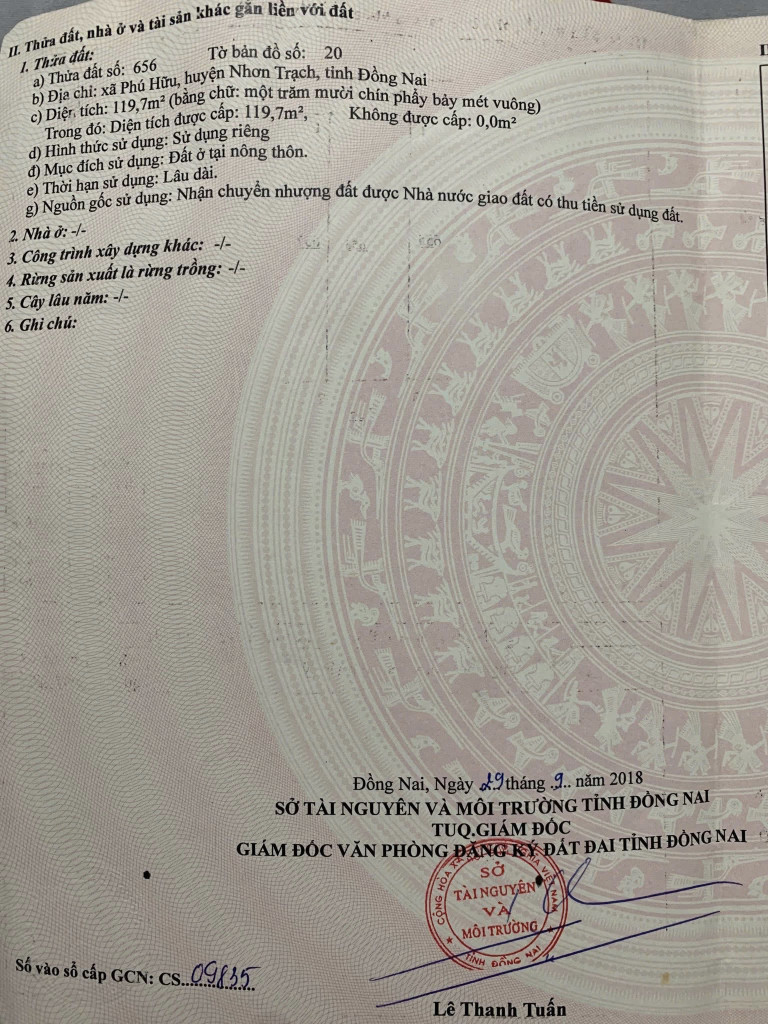 II. Thửa đất, nhà ở và tài sản khác gắn liền với đất
1. Thửa đất:
a) Thửa đất số: 656 Tờ bản đồ số: 20
b) Địa chỉ: xã Phú Hữu, huyện Nhơn Trạch, tỉnh Đồng Nai
c) Diện tích: 119,7m² (bằng chữ: một trăm mười chín phẩy bảy mét vuông)
Trong đó: Diện tích được cấp: 119,7m², Không được cấp: 0,0m²
d) Hình thức sử dụng: Sử dụng riêng
đ) Mục đích sử dụng: Đất ở tại nông thôn.
e) Thời hạn sử dụng: Lâu dài.
g) Nguồn gốc sử dụng: Nhận chuyển nhượng đất được Nhà nước giao đất có thu tiền sử dụng đất.
2. Nhà ở: -/-
3. Công trình xây dựng khác: -/-
4. Rừng sản xuất là rừng trồng: -/-
5. Cây lâu năm: -/-
6. Ghi chú:
Đồng Nai, Ngày 29 tháng .9.. năm 2018
SỞ TÀI NGUYÊN VÀ MÔI TRƯỜNG TỈNH ĐỒNG NAI
TUQ.GIÁM ĐỐC
GIÁM ĐỐC VĂN PHÒNG ĐĂNG KÝ ĐẤT ĐAI TỈNH ĐỒNG NAI
SỞ
TÀI NGUYÊN
VÀ
MÔI TRƯỜNG
TỈNH ĐỒNG NAI
Số vào sổ cấp GCN: CS...09835...
Lê Thanh Tuấn